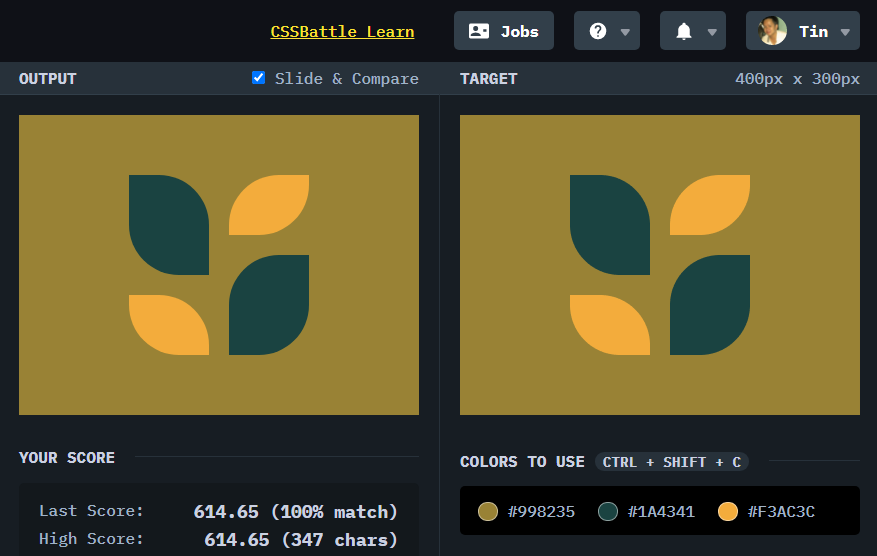 CSSBattle Learn Jobs Tin
OUTPUT Slide & Compare TARGET 400px x 300px
YOUR SCORE
COLORS TO USE CTRL + SHIFT + C
Last Score: 614.65 (100% match)
#998235 #1A4341 #F3AC3C
High Score: 614.65 (347 chars)